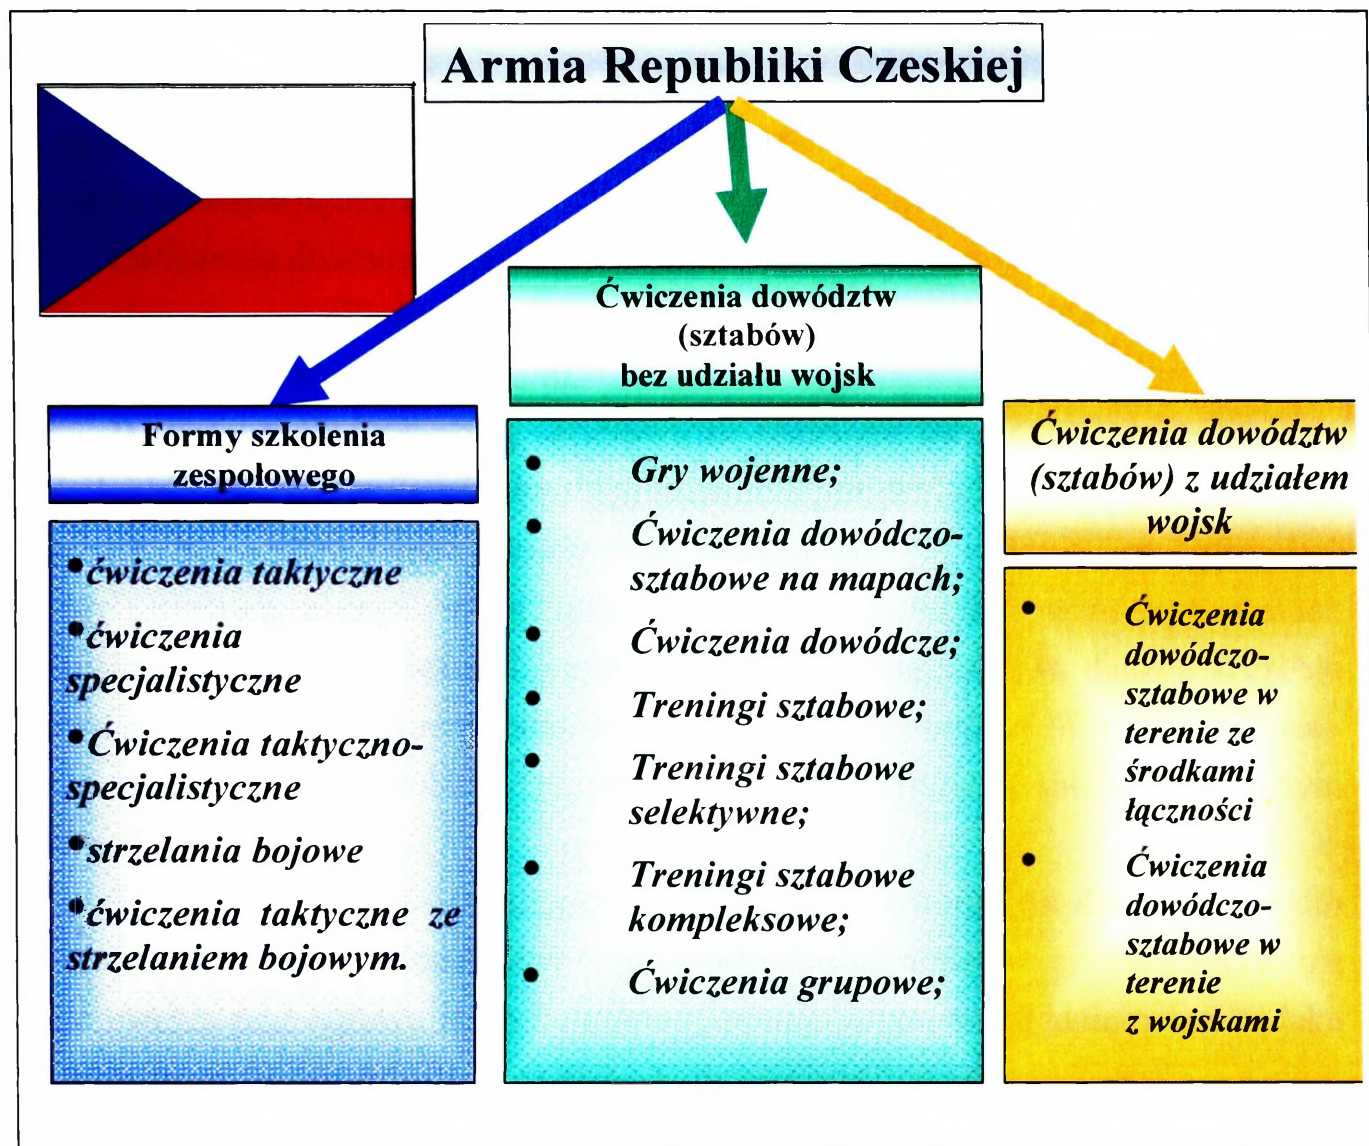 Armia Republiki Czeskiej
Formy szkolenia
zespołowego
•ćwiczenia taktyczne
•ćwiczenia
specjalistyczne
•Ćwiczenia taktyczno-
specjalistyczne
•strzelania bojowe
•ćwiczenia taktyczne ze
strzelaniem bojowym.
Ćwiczenia dowództw
(sztabów)
bez udziału wojsk
• Gry wojenne;
• Ćwiczenia dowódczo-
sztabowe na mapach;
• Ćwiczenia dowódcze;
• Treningi sztabowe;
• Treningi sztabowe
selektywne;
• Treningi sztabowe
kompleksowe;
• Ćwiczenia grupowe;
Ćwiczenia dowództw
(sztabów) z udziałem
wojsk
• Ćwiczenia
dowódczo-
sztabowe w
terenie ze
środkami
łączności
• Ćwiczenia
dowódczo-
sztabowe w
terenie
z wojskami